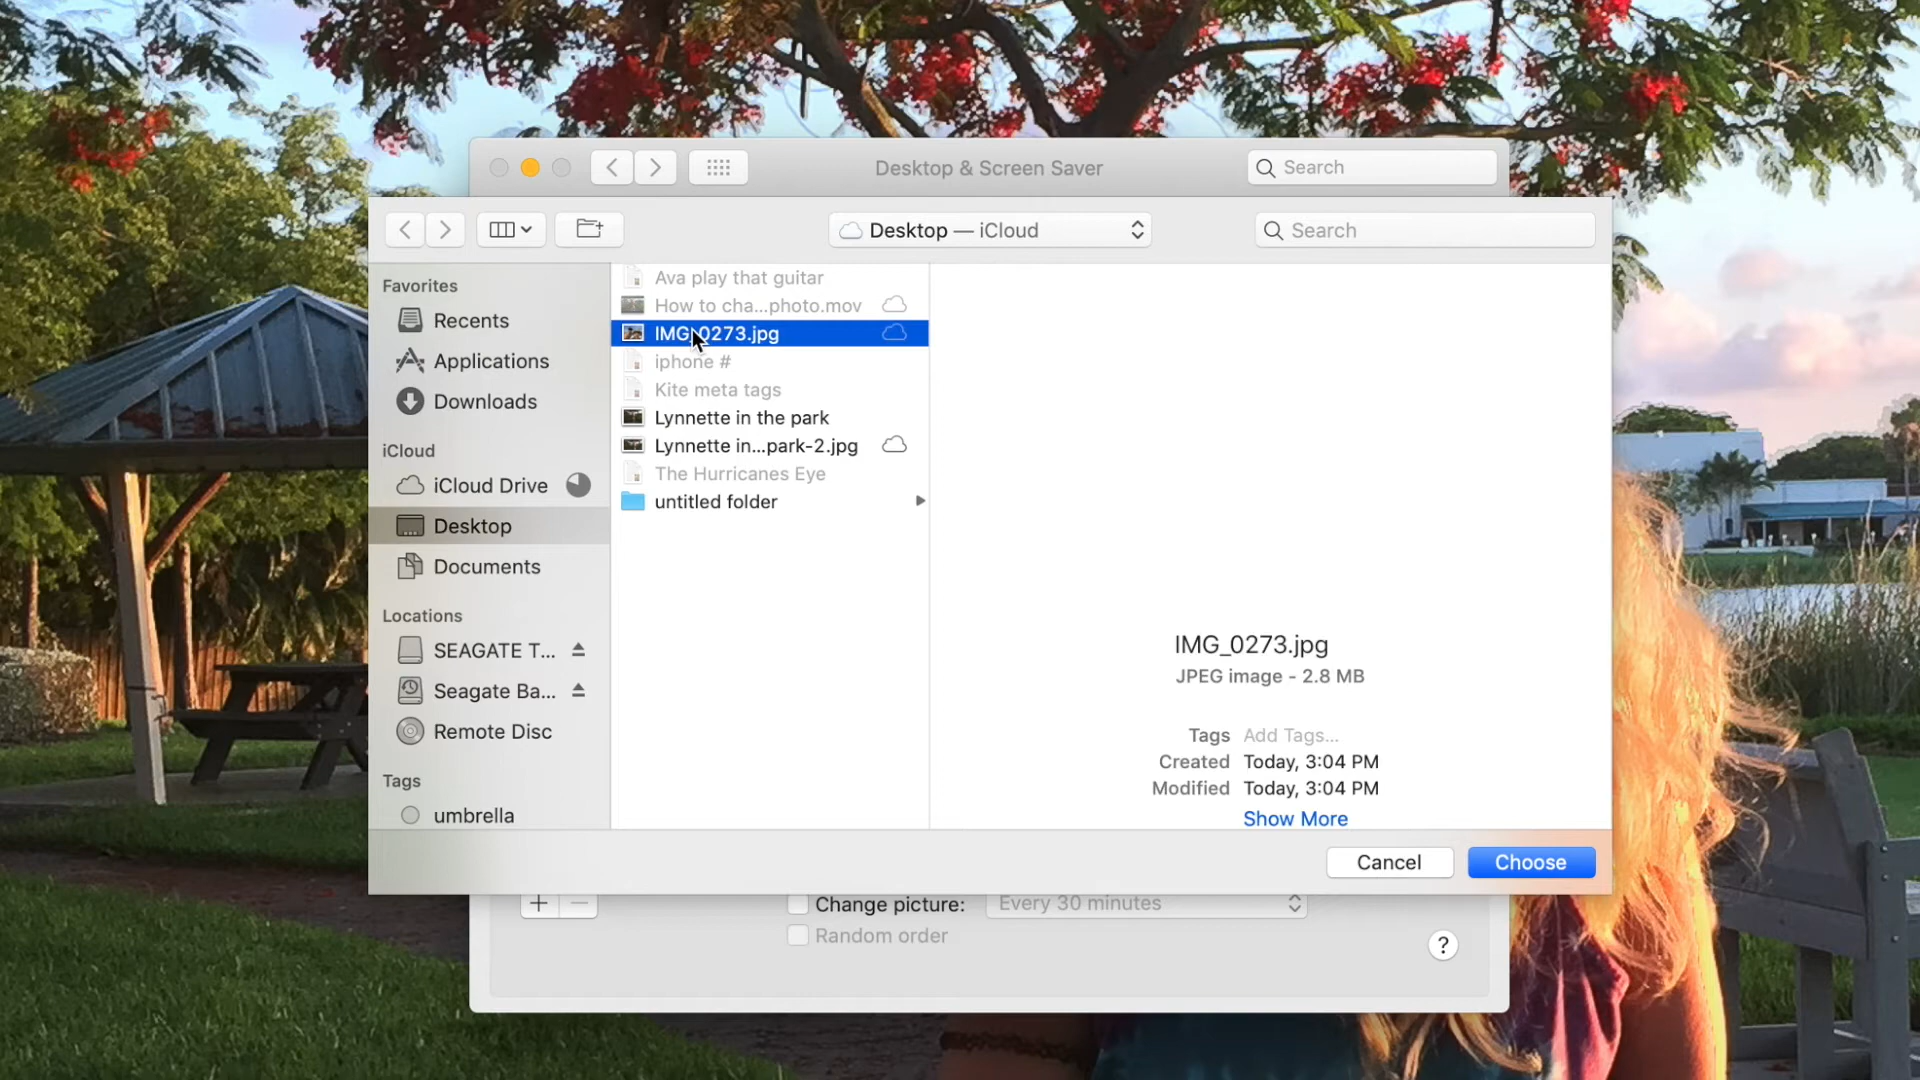 Desktop & Screen Saver
Search
Desktop — iCloud
Search
Favorites
Recents
Applications
Downloads
iCloud
iCloud Drive
Desktop
Documents
Locations
SEAGATE T...
Seagate Ba...
Remote Disc
Tags
umbrella
Ava play that guitar
How to cha...photo.mov
IMG_0273.jpg
iphone #
Kite meta tags
Lynnette in the park
Lynnette in...park-2.jpg
The Hurricanes Eye
untitled folder
IMG_0273.jpg
JPEG image - 2.8 MB
Tags Add Tags...
Created Today, 3:04 PM
Modified Today, 3:04 PM
Show More
Cancel
Choose
+ −
Change picture: Every 30 minutes
Random order
?